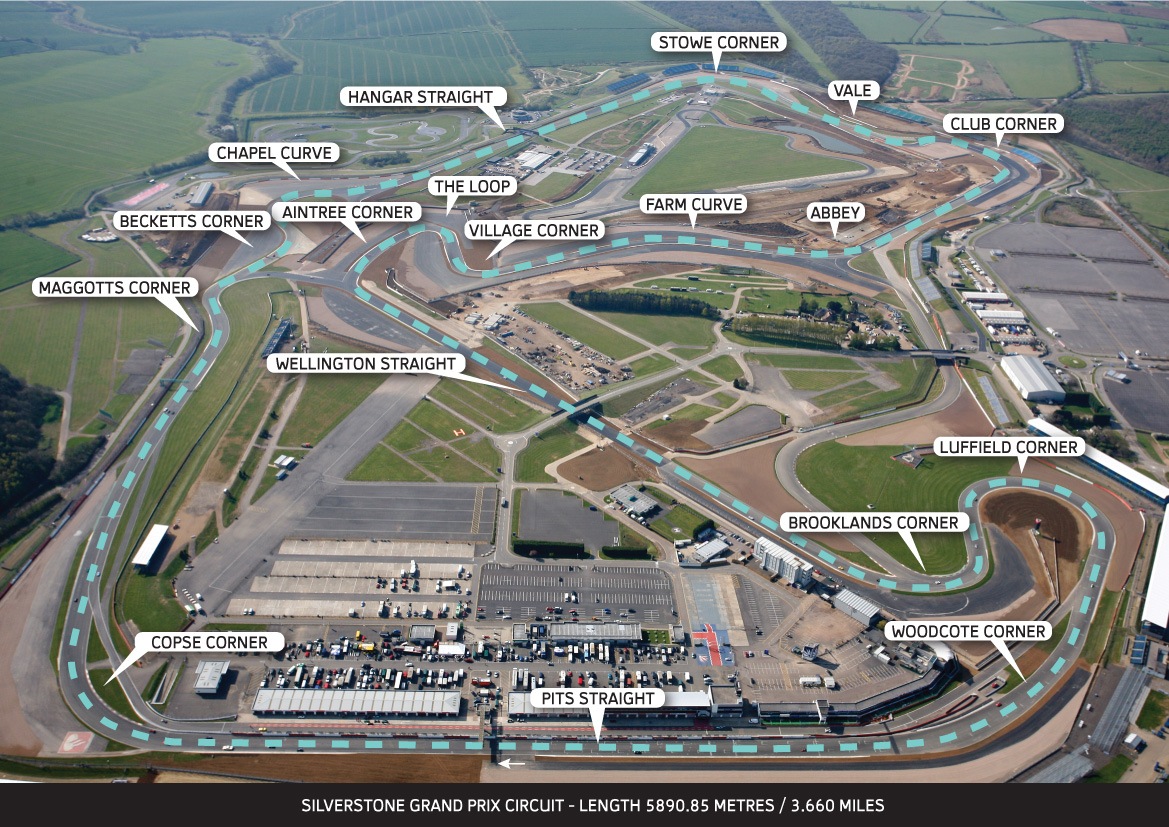 STOWE CORNER
VALE
HANGAR STRAIGHT
CLUB CORNER
CHAPEL CURVE
THE LOOP
FARM CURVE
BECKETTS CORNER
AINTREE CORNER
ABBEY
VILLAGE CORNER
MAGGOTTS CORNER
WELLINGTON STRAIGHT
LUFFIELD CORNER
BROOKLANDS CORNER
WOODCOTE CORNER
COPSE CORNER
PITS STRAIGHT
SILVERSTONE GRAND PRIX CIRCUIT - LENGTH 5890.85 METRES / 3.660 MILES